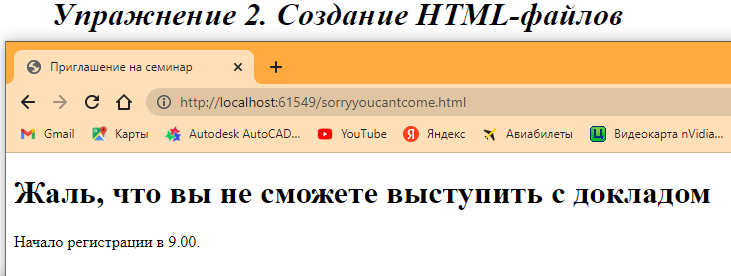 Упражнение 2. Создание HTML-файлов
Приглашение на семинар
http://localhost:61549/sorryyoucantcome.html
Gmail Карты Autodesk AutoCAD... YouTube Яндекс Авиабилеты Видеокарта nVidia...
Жаль, что вы не сможете выступить с докладом
Начало регистрации в 9.00.